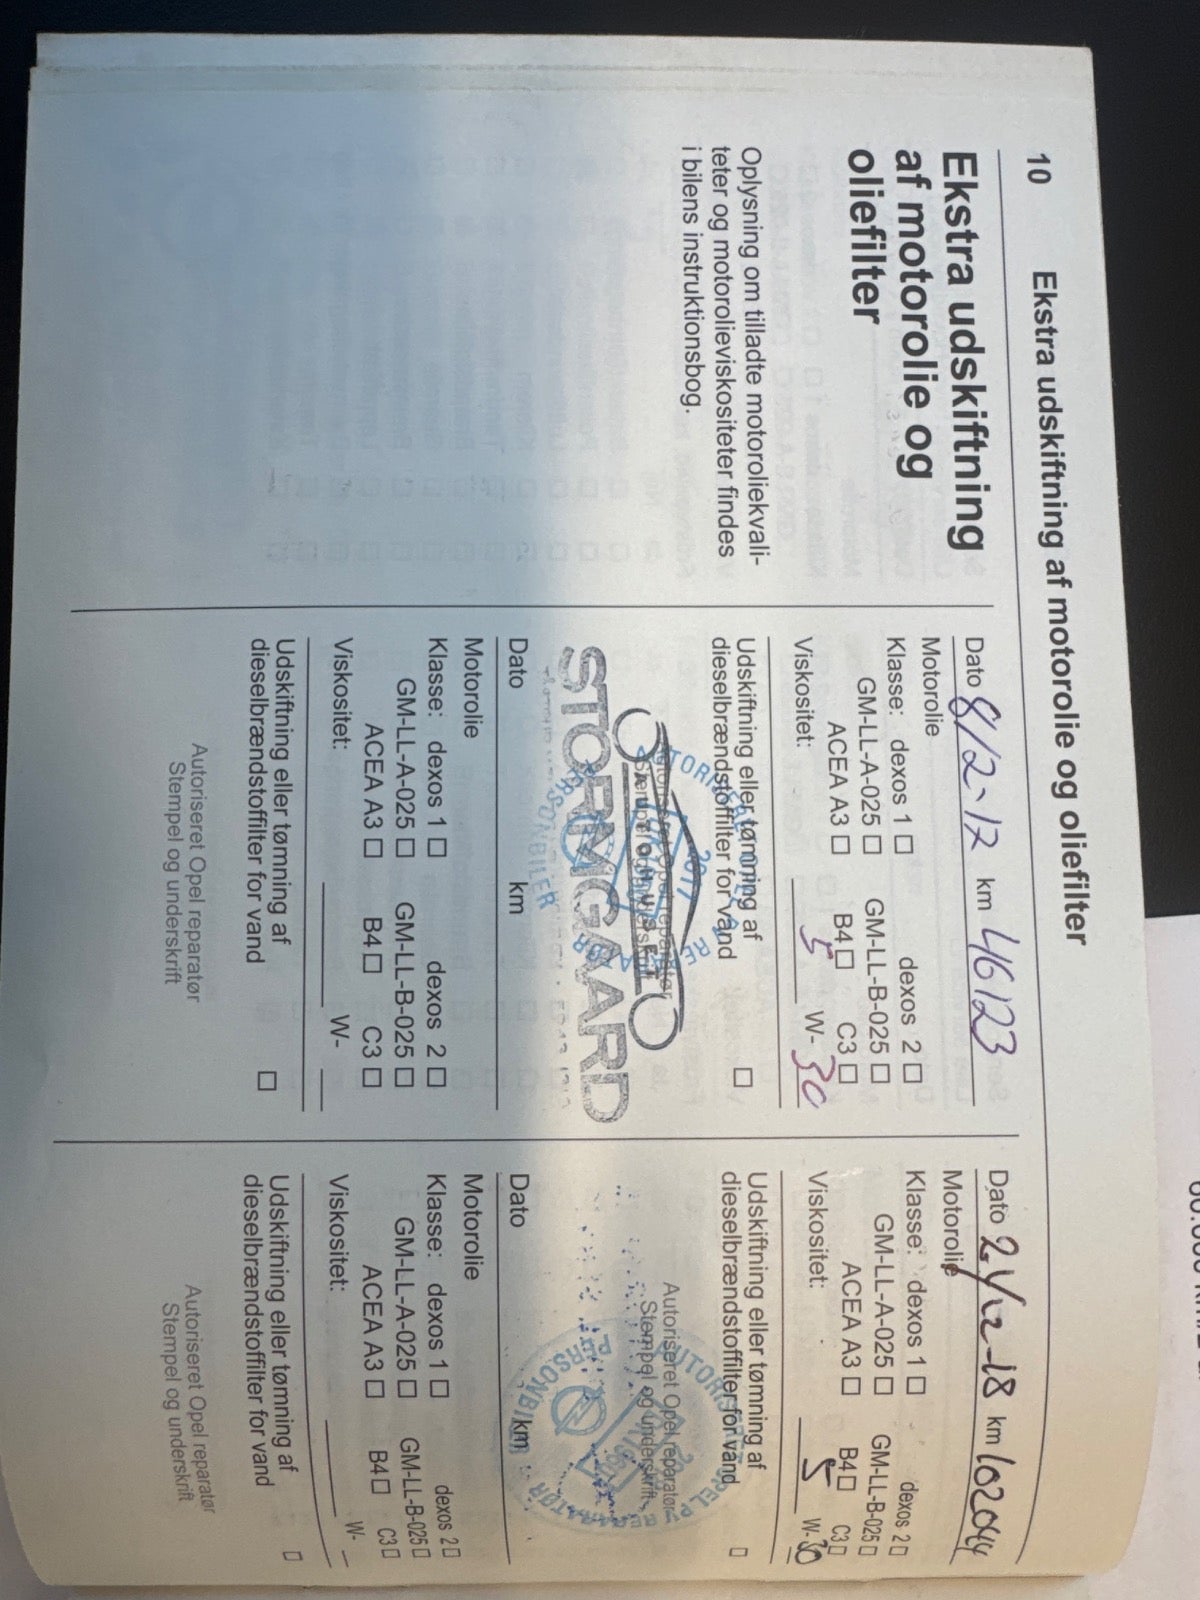 10 Ekstra udskiftning af motorolie og oliefilter
Ekstra udskiftning
af motorolie og
oliefilter
Oplysning om tilladte motoroliekvali-
teter og motorolieviskositeter findes
i bilens instruktionsbog.
Dato 8/12-17 km 46123
Motorolie
Klasse: dexos 1 □ dexos 2 □
GM-LL-A-025 □ GM-LL-B-025 □
ACEA A3 □ B4 □ C3 □
Viskositet: 5 W-30
Udskiftning eller tømning af
dieselbrændstoffilter for vand □
Autoriseret Opel reparatør
Stempel og underskrift
AUTORISERET OPEL
2017
PERSONBILER
AUTOHUSET
STORMGAARD
Dato km
Motorolie
Klasse: dexos 1 □ dexos 2 □
GM-LL-A-025 □ GM-LL-B-025 □
ACEA A3 □ B4 □ C3 □
Viskositet: W-
Udskiftning eller tømning af
dieselbrændstoffilter for vand □
Autoriseret Opel reparatør
Stempel og underskrift
Dato 21/12-18 km 102044
Motorolie
Klasse: dexos 1 □ dexos 2 □
GM-LL-A-025 □ GM-LL-B-025 □
ACEA A3 □ B4 □ C3 □
Viskositet: 5 W-30
Udskiftning eller tømning af
dieselbrændstoffilter for vand □
Autoriseret Opel reparatør
Stempel og underskrift
PERSONBILER
Dato km
Motorolie
Klasse: dexos 1 □ dexos 2 □
GM-LL-A-025 □ GM-LL-B-025 □
ACEA A3 □ B4 □ C3 □
Viskositet: W-
Udskiftning eller tømning af
dieselbrændstoffilter for vand □
Autoriseret Opel reparatør
Stempel og underskrift